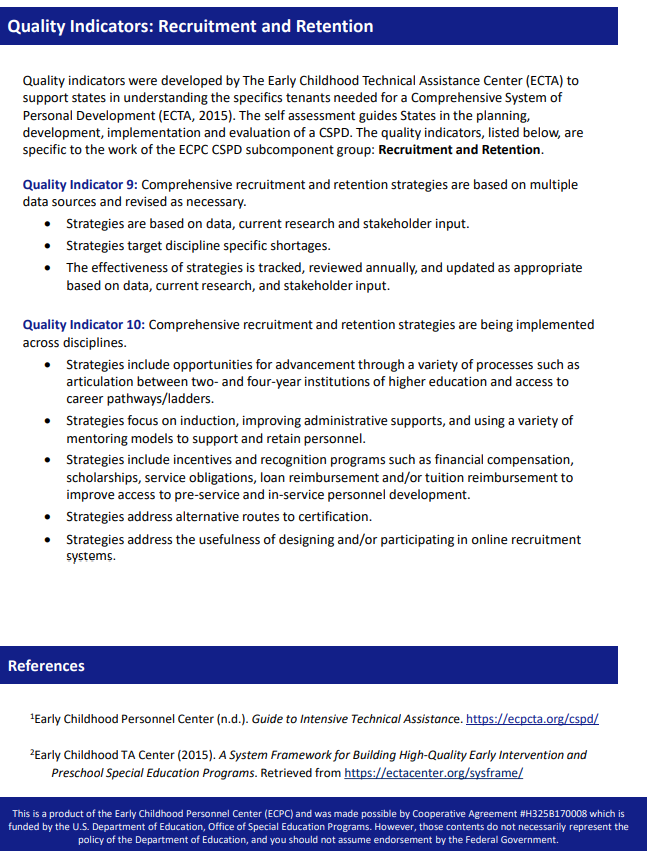 Quality Indicators: Recruitment and Retention
Quality indicators were developed by The Early Childhood Technical Assistance Center (ECTA) to
support states in understanding the specifics tenants needed for a Comprehensive System of
Personal Development (ECTA, 2015). The self assessment guides States in the planning,
development, implementation and evaluation of a CSPD. The quality indicators, listed below, are
specific to the work of the ECPC CSPD subcomponent group: Recruitment and Retention.
Quality Indicator 9: Comprehensive recruitment and retention strategies are based on multiple
data sources and revised as necessary.
• Strategies are based on data, current research and stakeholder input.
• Strategies target discipline specific shortages.
• The effectiveness of strategies is tracked, reviewed annually, and updated as appropriate
based on data, current research, and stakeholder input.
Quality Indicator 10: Comprehensive recruitment and retention strategies are being implemented
across disciplines.
• Strategies include opportunities for advancement through a variety of processes such as
articulation between two- and four-year institutions of higher education and access to
career pathways/ladders.
• Strategies focus on induction, improving administrative supports, and using a variety of
mentoring models to support and retain personnel.
• Strategies include incentives and recognition programs such as financial compensation,
scholarships, service obligations, loan reimbursement and/or tuition reimbursement to
improve access to pre-service and in-service personnel development.
• Strategies address alternative routes to certification.
• Strategies address the usefulness of designing and/or participating in online recruitment
systems.
References
¹Early Childhood Personnel Center (n.d.). Guide to Intensive Technical Assistance. https://ecpcta.org/cspd/
²Early Childhood TA Center (2015). A System Framework for Building High-Quality Early Intervention and
Preschool Special Education Programs. Retrieved from https://ectacenter.org/sysframe/
This is a product of the Early Childhood Personnel Center (ECPC) and was made possible by Cooperative Agreement #H325B170008 which is
funded by the U.S. Department of Education, Office of Special Education Programs. However, those contents do not necessarily represent the
policy of the Department of Education, and you should not assume endorsement by the Federal Government.